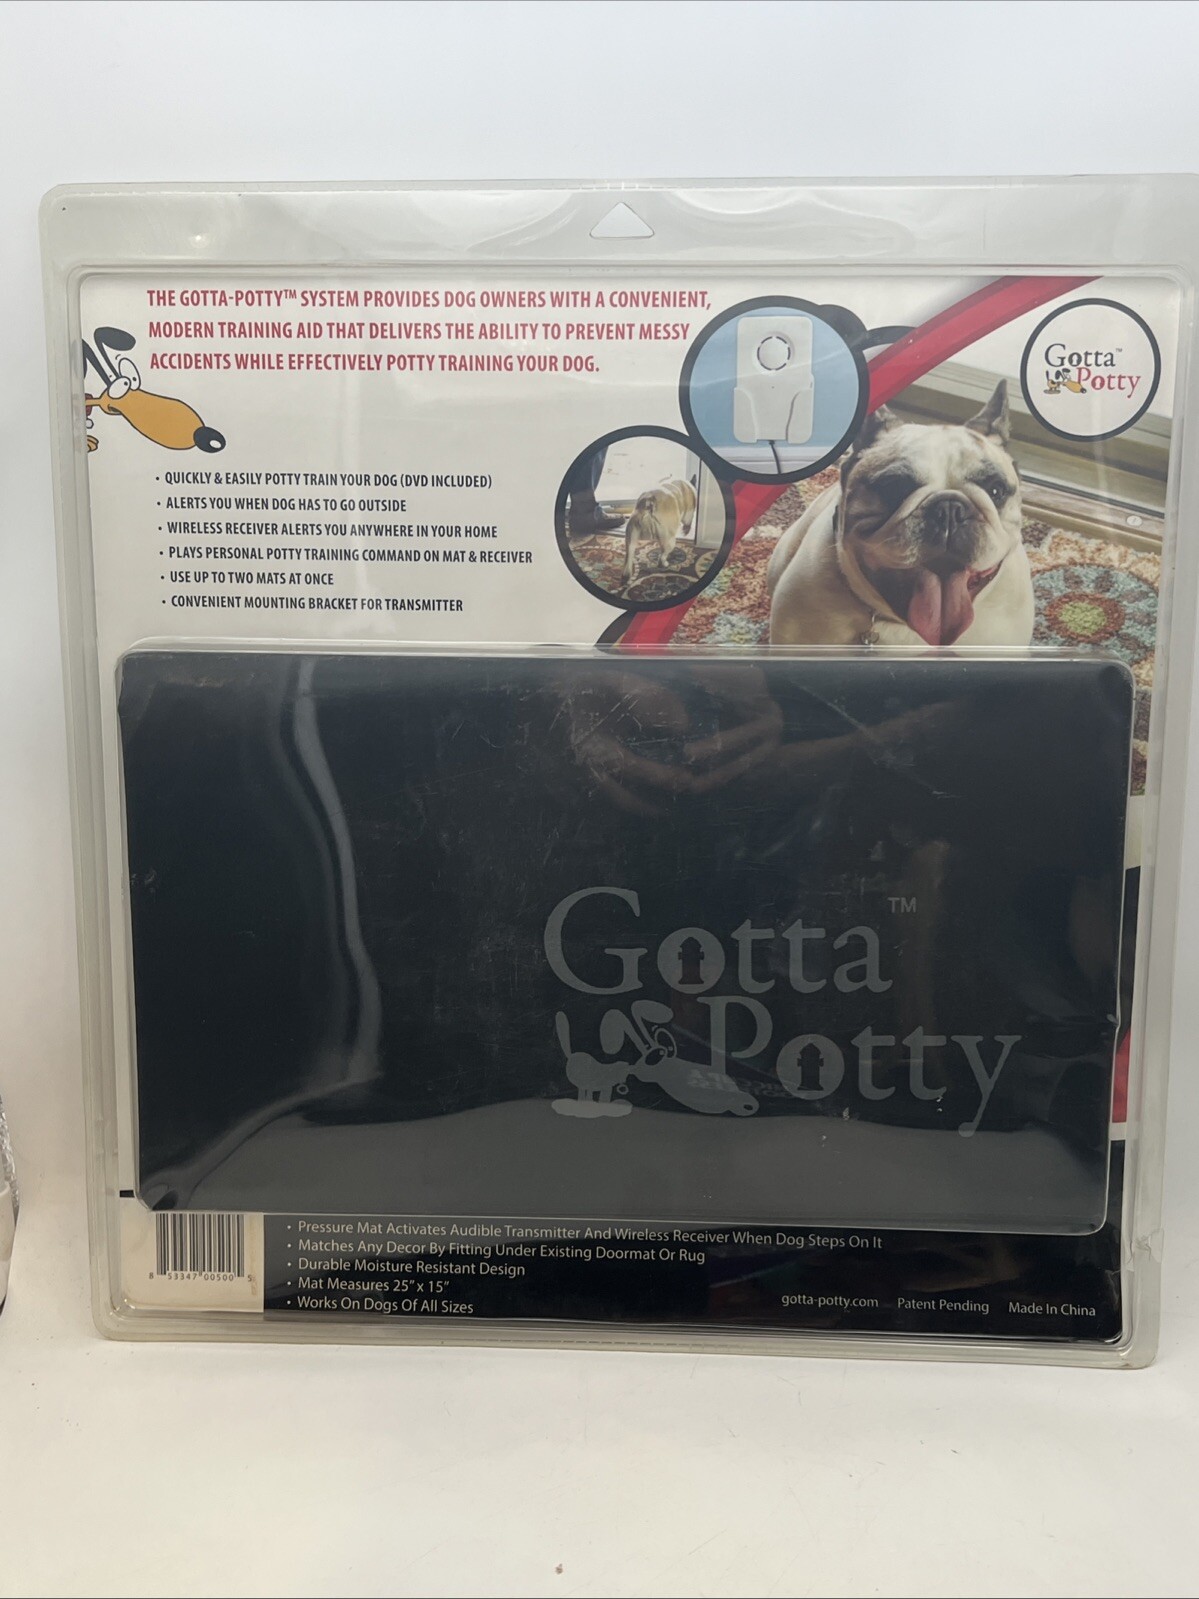 THE GOTTA-POTTY™ SYSTEM PROVIDES DOG OWNERS WITH A CONVENIENT,
MODERN TRAINING AID THAT DELIVERS THE ABILITY TO PREVENT MESSY
ACCIDENTS WHILE EFFECTIVELY POTTY TRAINING YOUR DOG.
Gotta™
Potty
• QUICKLY & EASILY POTTY TRAIN YOUR DOG (DVD INCLUDED)
• ALERTS YOU WHEN DOG HAS TO GO OUTSIDE
• WIRELESS RECEIVER ALERTS YOU ANYWHERE IN YOUR HOME
• PLAYS PERSONAL POTTY TRAINING COMMAND ON MAT & RECEIVER
• USE UP TO TWO MATS AT ONCE
• CONVENIENT MOUNTING BRACKET FOR TRANSMITTER
Gotta™
Potty
• Pressure Mat Activates Audible Transmitter And Wireless Receiver When Dog Steps On It
• Matches Any Decor By Fitting Under Existing Doormat Or Rug
• Durable Moisture Resistant Design
• Mat Measures 25" x 15"
• Works On Dogs Of All Sizes
8 53347 00500 5
gotta-potty.com Patent Pending Made In China